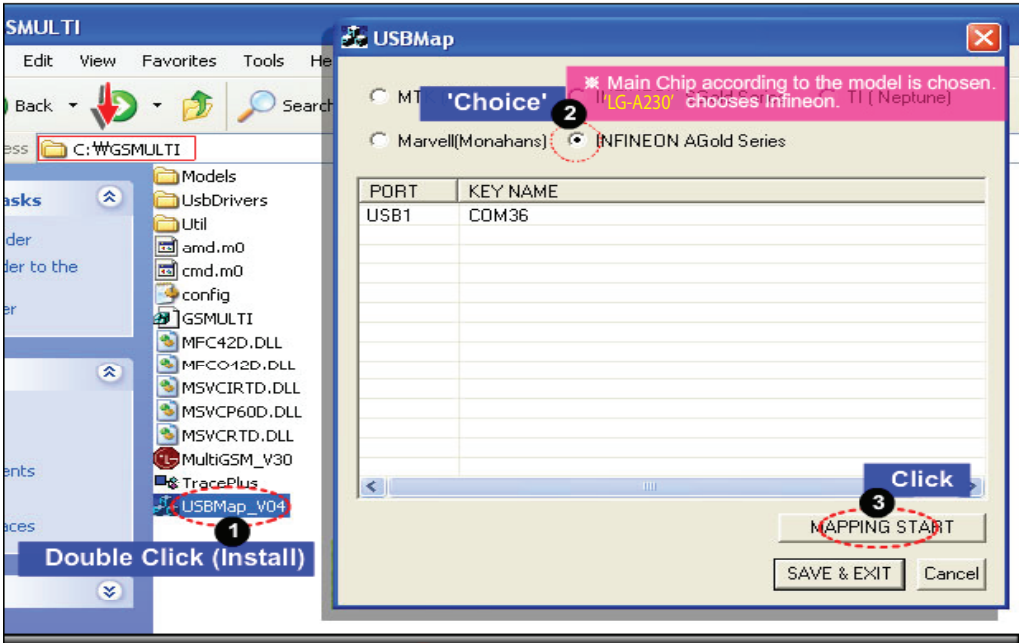 SMULTI
Edit View Favorites Tools He
Back
Search
ess C:₩GSMULTI
asks
der
der to the
er
ents
aces
Models
UsbDrivers
Util
amd.m0
cmd.m0
config
GSMULTI
MFC42D.DLL
MFCO42D.DLL
MSVCIRTD.DLL
MSVCP60D.DLL
MSVCRTD.DLL
MultiGSM_V30
TracePlus
USBMap_V04
1
Double Click (Install)
USBMap
※ Main Chip according to the model is chosen.
'LG-A230' chooses Infineon.
MTK
'Choice'
TI ( Neptune)
2
Marvell(Monahans)
INFINEON AGold Series
PORT KEY NAME
USB1 COM36
Click
3
MAPPING START
SAVE & EXIT Cancel